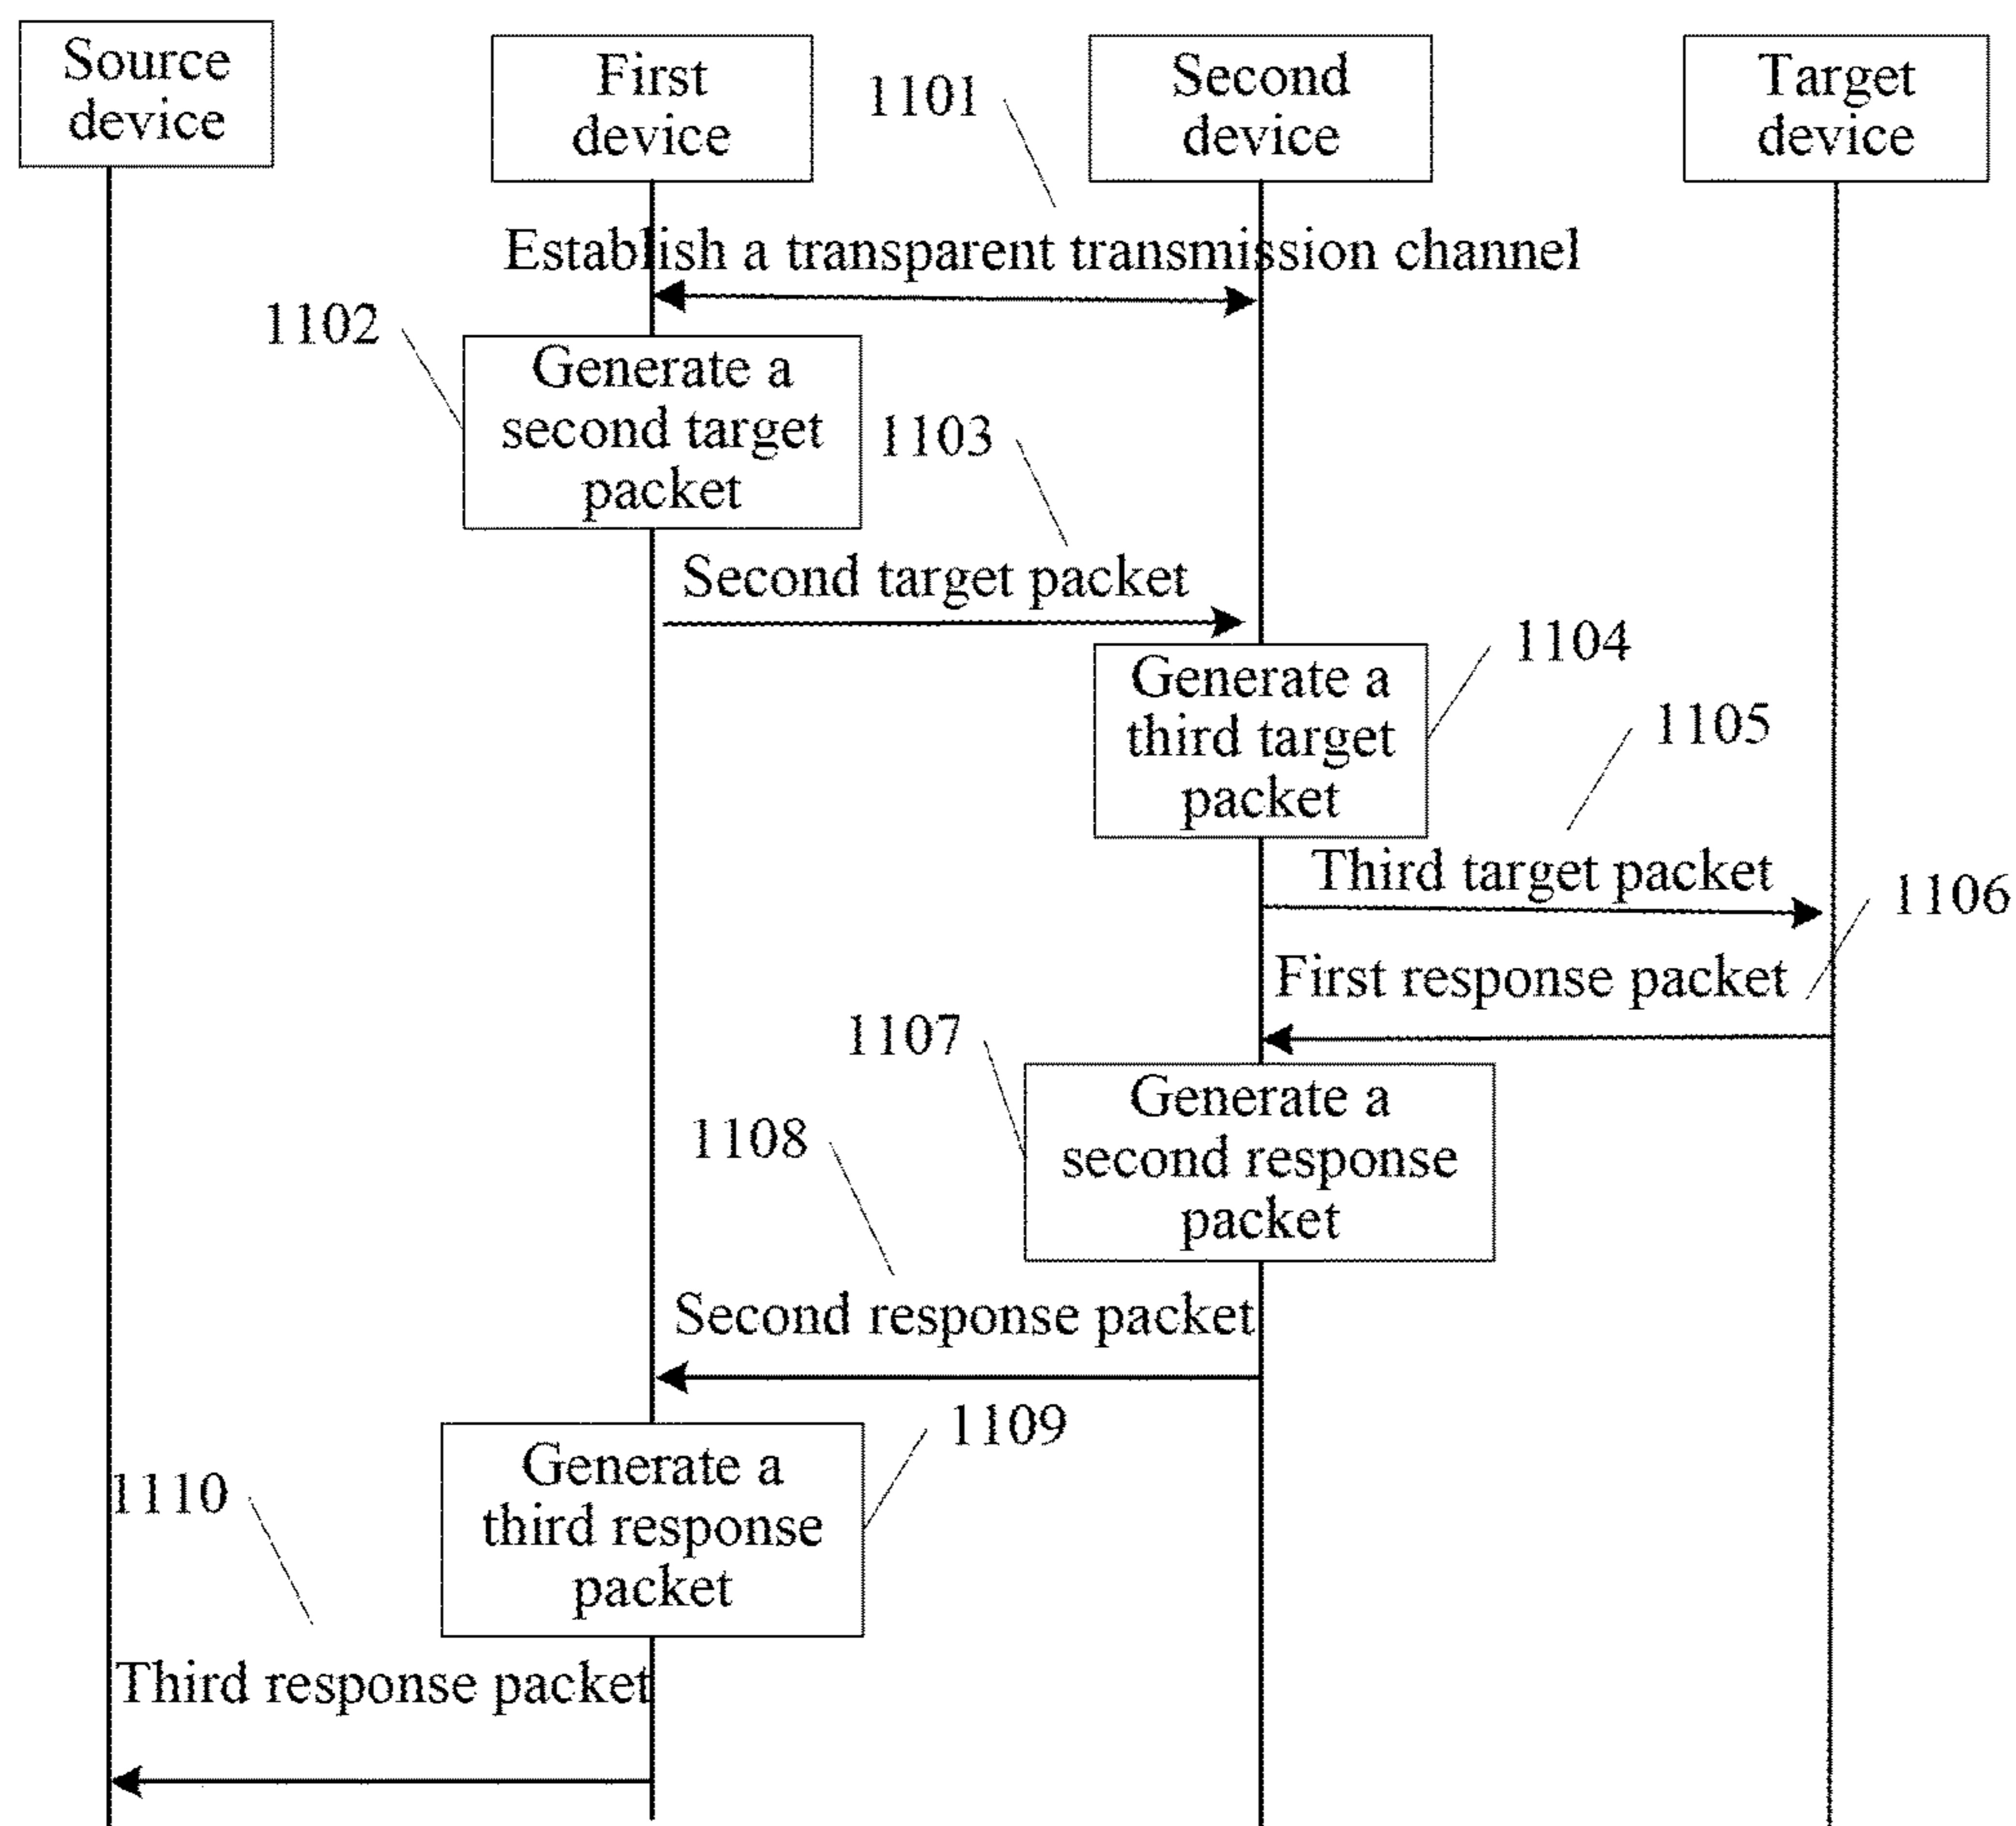 Source
device
First
device
1101
Second
device
Target
device
Establish a transparent transmission channel
1102
Generate a
second target
packet
1103
Second target packet
1104
Generate a
third target
packet
1105
Third target packet
1106
First response packet
1107
Generate a
second response
packet
1108
Second response packet
1109
Generate a
third response
packet
1110
Third response packet